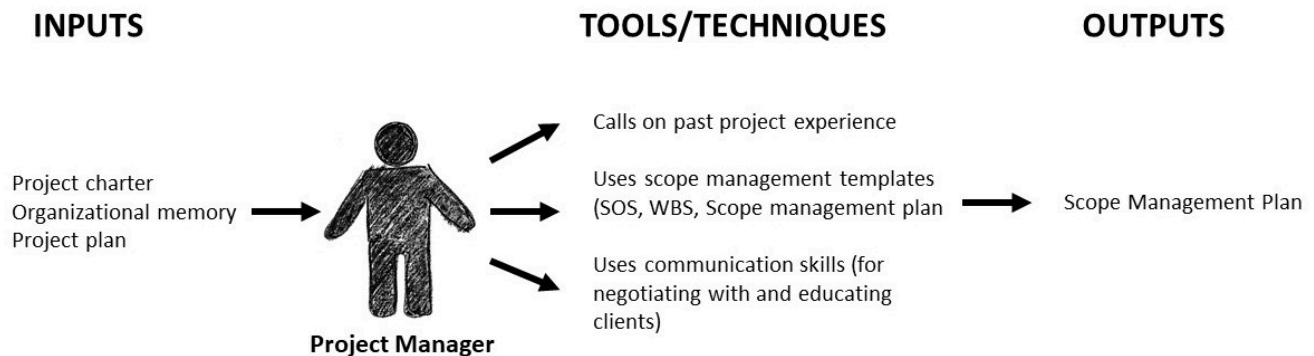 INPUTS
TOOLS/TECHNIQUES
OUTPUTS
Project charter
Organizational memory
Project plan
Project Manager
Calls on past project experience
Uses scope management templates
(SOS, WBS, Scope management plan
Uses communication skills (for
negotiating with and educating
clients)
Scope Management Plan